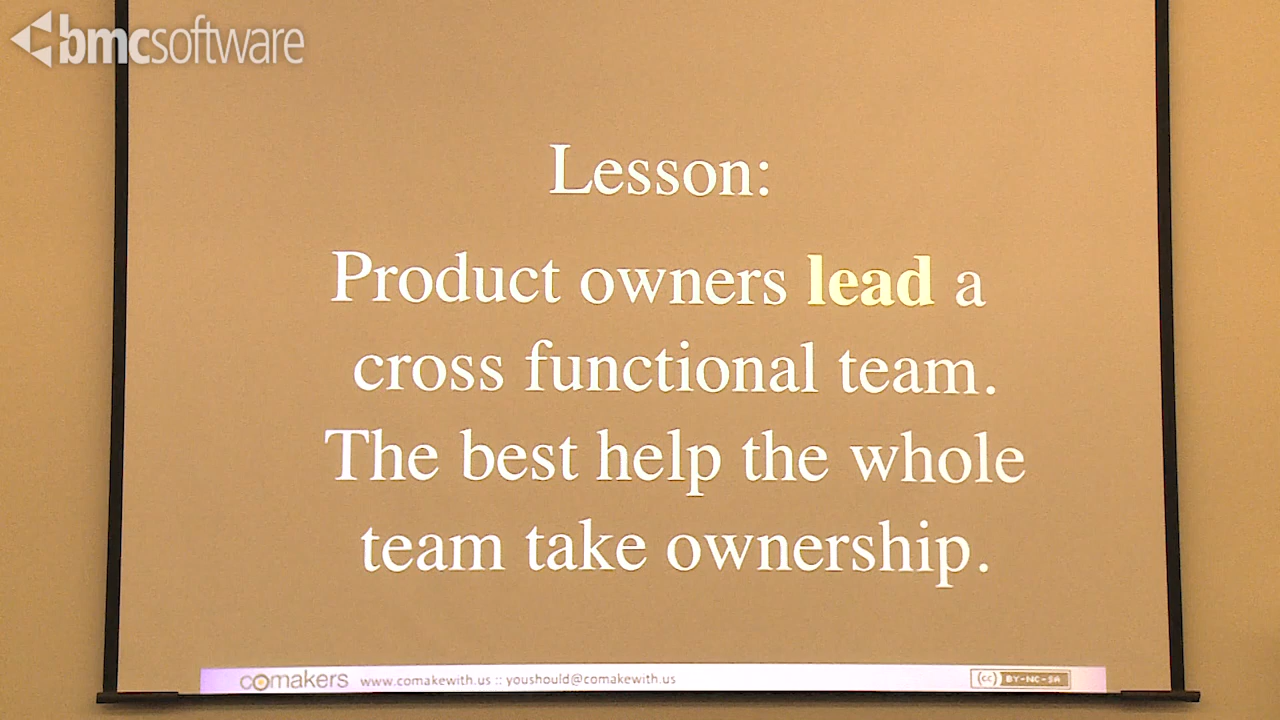 bmcsoftware
Lesson:
Product owners lead a
cross functional team.
The best help the whole
team take ownership.
comakers www.comakewith.us :: youshould@comakewith.us (cc) BY-NC-SA